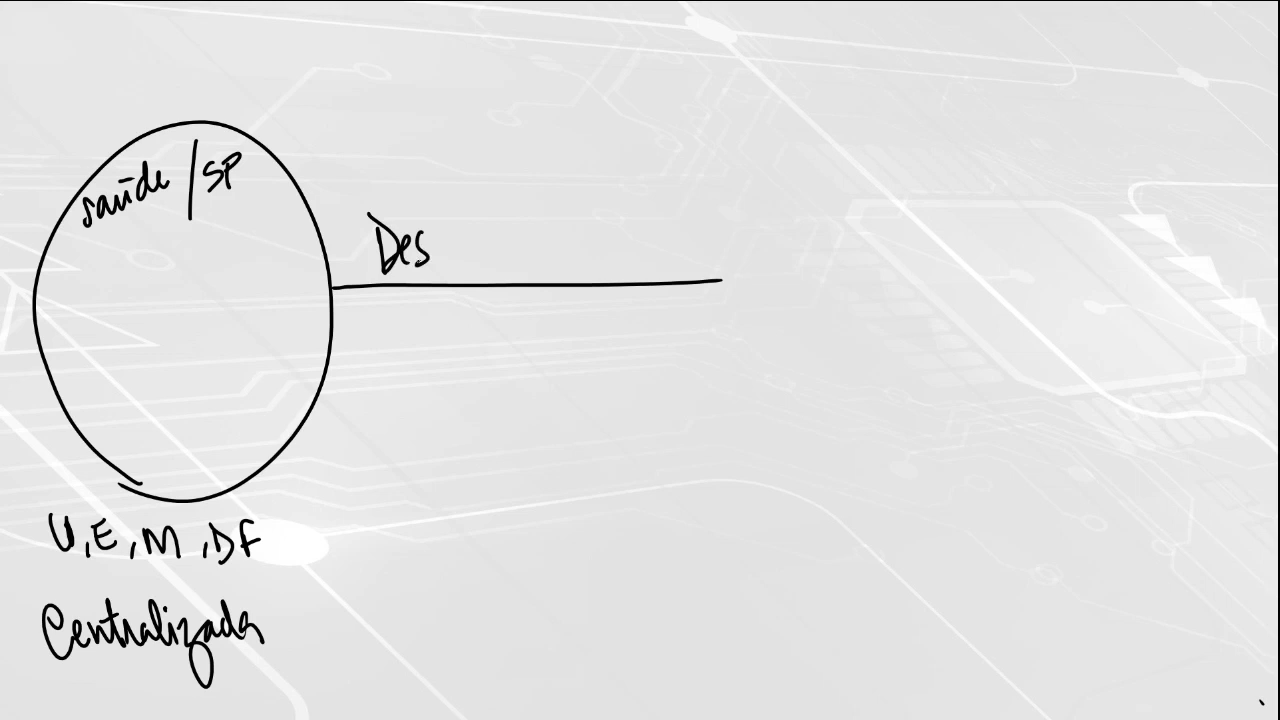 saúde / SP
Des
U, E, M, DF
Centralizada